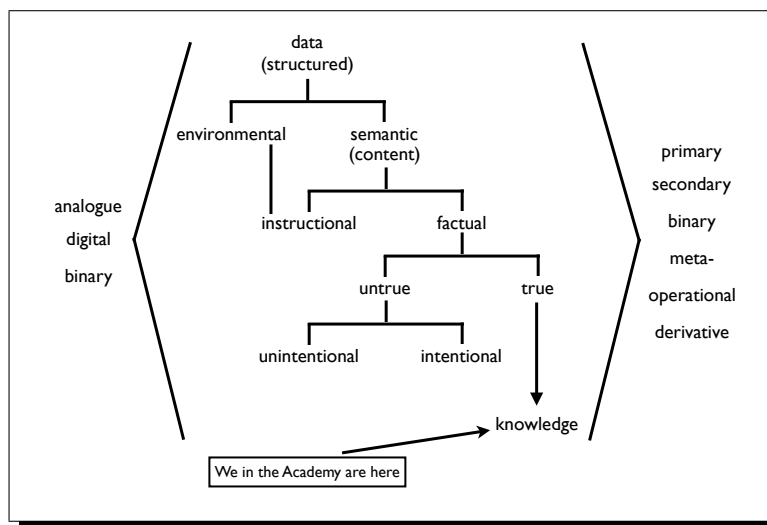 data
(structured)
environmental
semantic
(content)
instructional
factual
untrue
true
unintentional
intentional
knowledge
We in the Academy are here
analogue
digital
binary
primary
secondary
binary
meta-
operational
derivative